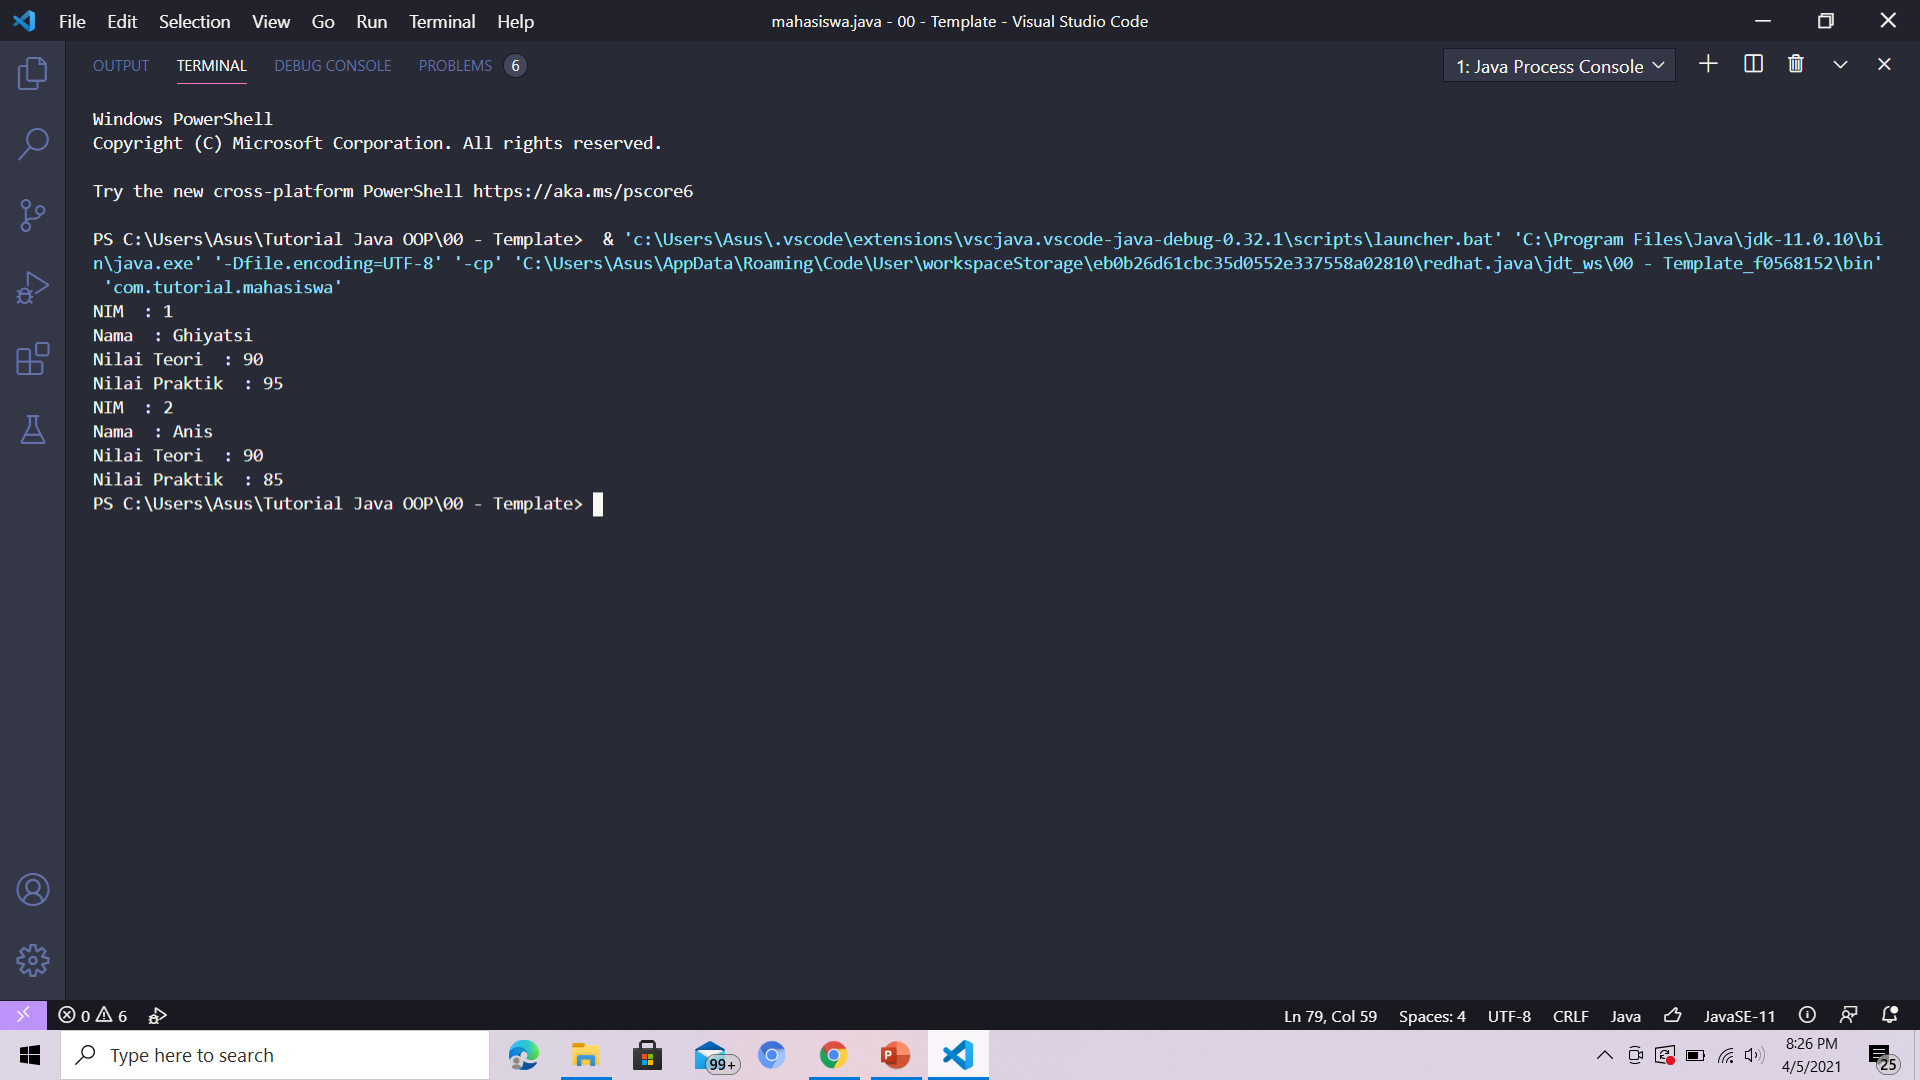 File Edit Selection View Go Run Terminal Help
mahasiswa.java - 00 - Template - Visual Studio Code
OUTPUT TERMINAL DEBUG CONSOLE PROBLEMS 6
1: Java Process Console
Windows PowerShell
Copyright (C) Microsoft Corporation. All rights reserved.
Try the new cross-platform PowerShell https://aka.ms/pscore6
PS C:\Users\Asus\Tutorial Java OOP\00 - Template>  & 'c:\Users\Asus\.vscode\extensions\vscjava.vscode-java-debug-0.32.1\scripts\launcher.bat' 'C:\Program Files\Java\jdk-11.0.10\bi
n\java.exe' '-Dfile.encoding=UTF-8' '-cp' 'C:\Users\Asus\AppData\Roaming\Code\User\workspaceStorage\eb0b26d61cbc35d0552e337558a02810\redhat.java\jdt_ws\00 - Template_f0568152\bin'
'com.tutorial.mahasiswa'
NIM  : 1
Nama  : Ghiyatsi
Nilai Teori  : 90
Nilai Praktik  : 95
NIM  : 2
Nama  : Anis
Nilai Teori  : 90
Nilai Praktik  : 85
PS C:\Users\Asus\Tutorial Java OOP\00 - Template>
0 6
Ln 79, Col 59 Spaces: 4 UTF-8 CRLF Java JavaSE-11
Type here to search
99+
8:26 PM
4/5/2021
25